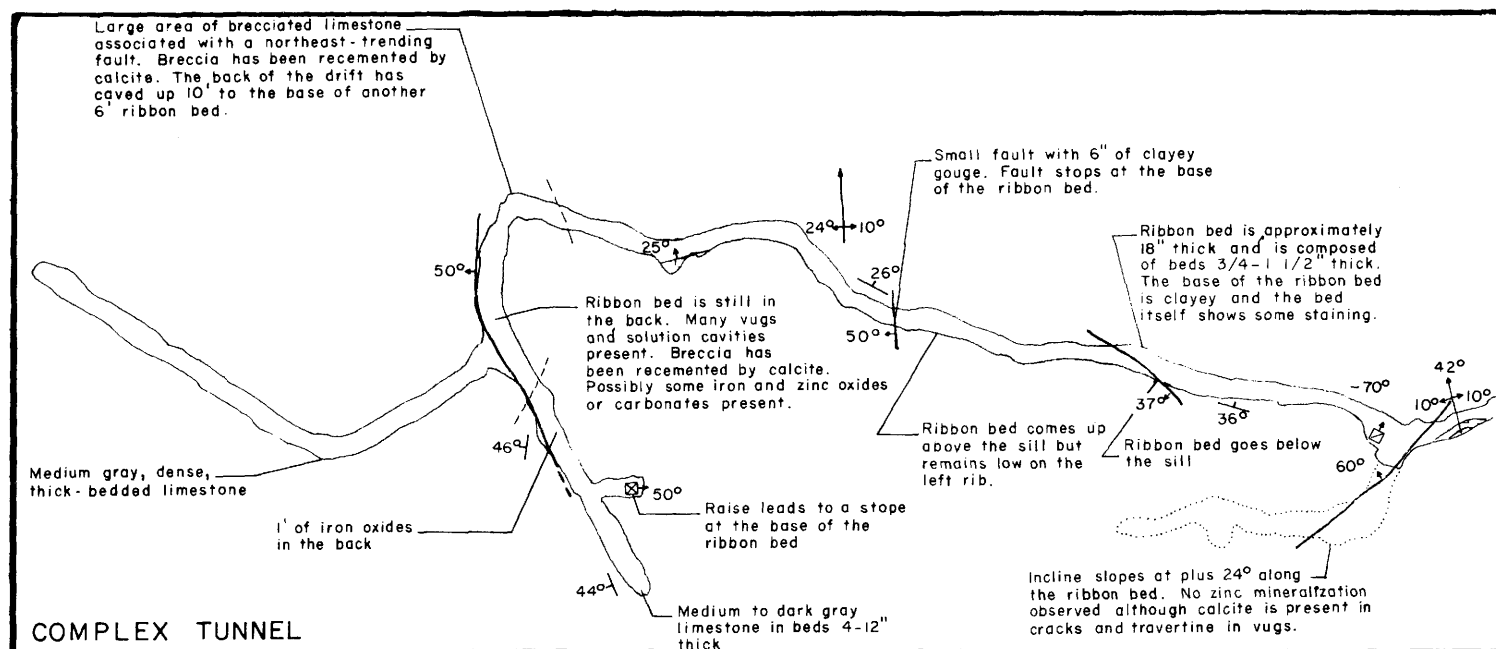 Large area of brecciated limestone
associated with a northeast-trending
fault. Breccia has been recemented by
calcite. The back of the drift has
caved up 10' to the base of another
6' ribbon bed.
Small fault with 6" of clayey
gouge. Fault stops at the base
of the ribbon bed.
24° 10°
25°
26°
50°
50°
Ribbon bed is approximately
18" thick and is composed
of beds 3/4-1 1/2" thick.
The base of the ribbon bed
is clayey and the bed
itself shows some staining.
Ribbon bed is still in
the back. Many vugs
and solution cavities
present. Breccia has
been recemented by calcite.
Possibly some iron and zinc oxides
or carbonates present.
~70°
42°
10° 10°
37°
36°
60°
Ribbon bed comes up
above the sill but
remains low on the
left rib.
Ribbon bed goes below
the sill
46°
Medium gray, dense,
thick-bedded limestone
50°
Raise leads to a stope
at the base of the
ribbon bed
1' of iron oxides
in the back
44°
Medium to dark gray
limestone in beds 4-12"
thick
Incline slopes at plus 24° along
the ribbon bed. No zinc mineralization
observed although calcite is present in
cracks and travertine in vugs.
COMPLEX TUNNEL